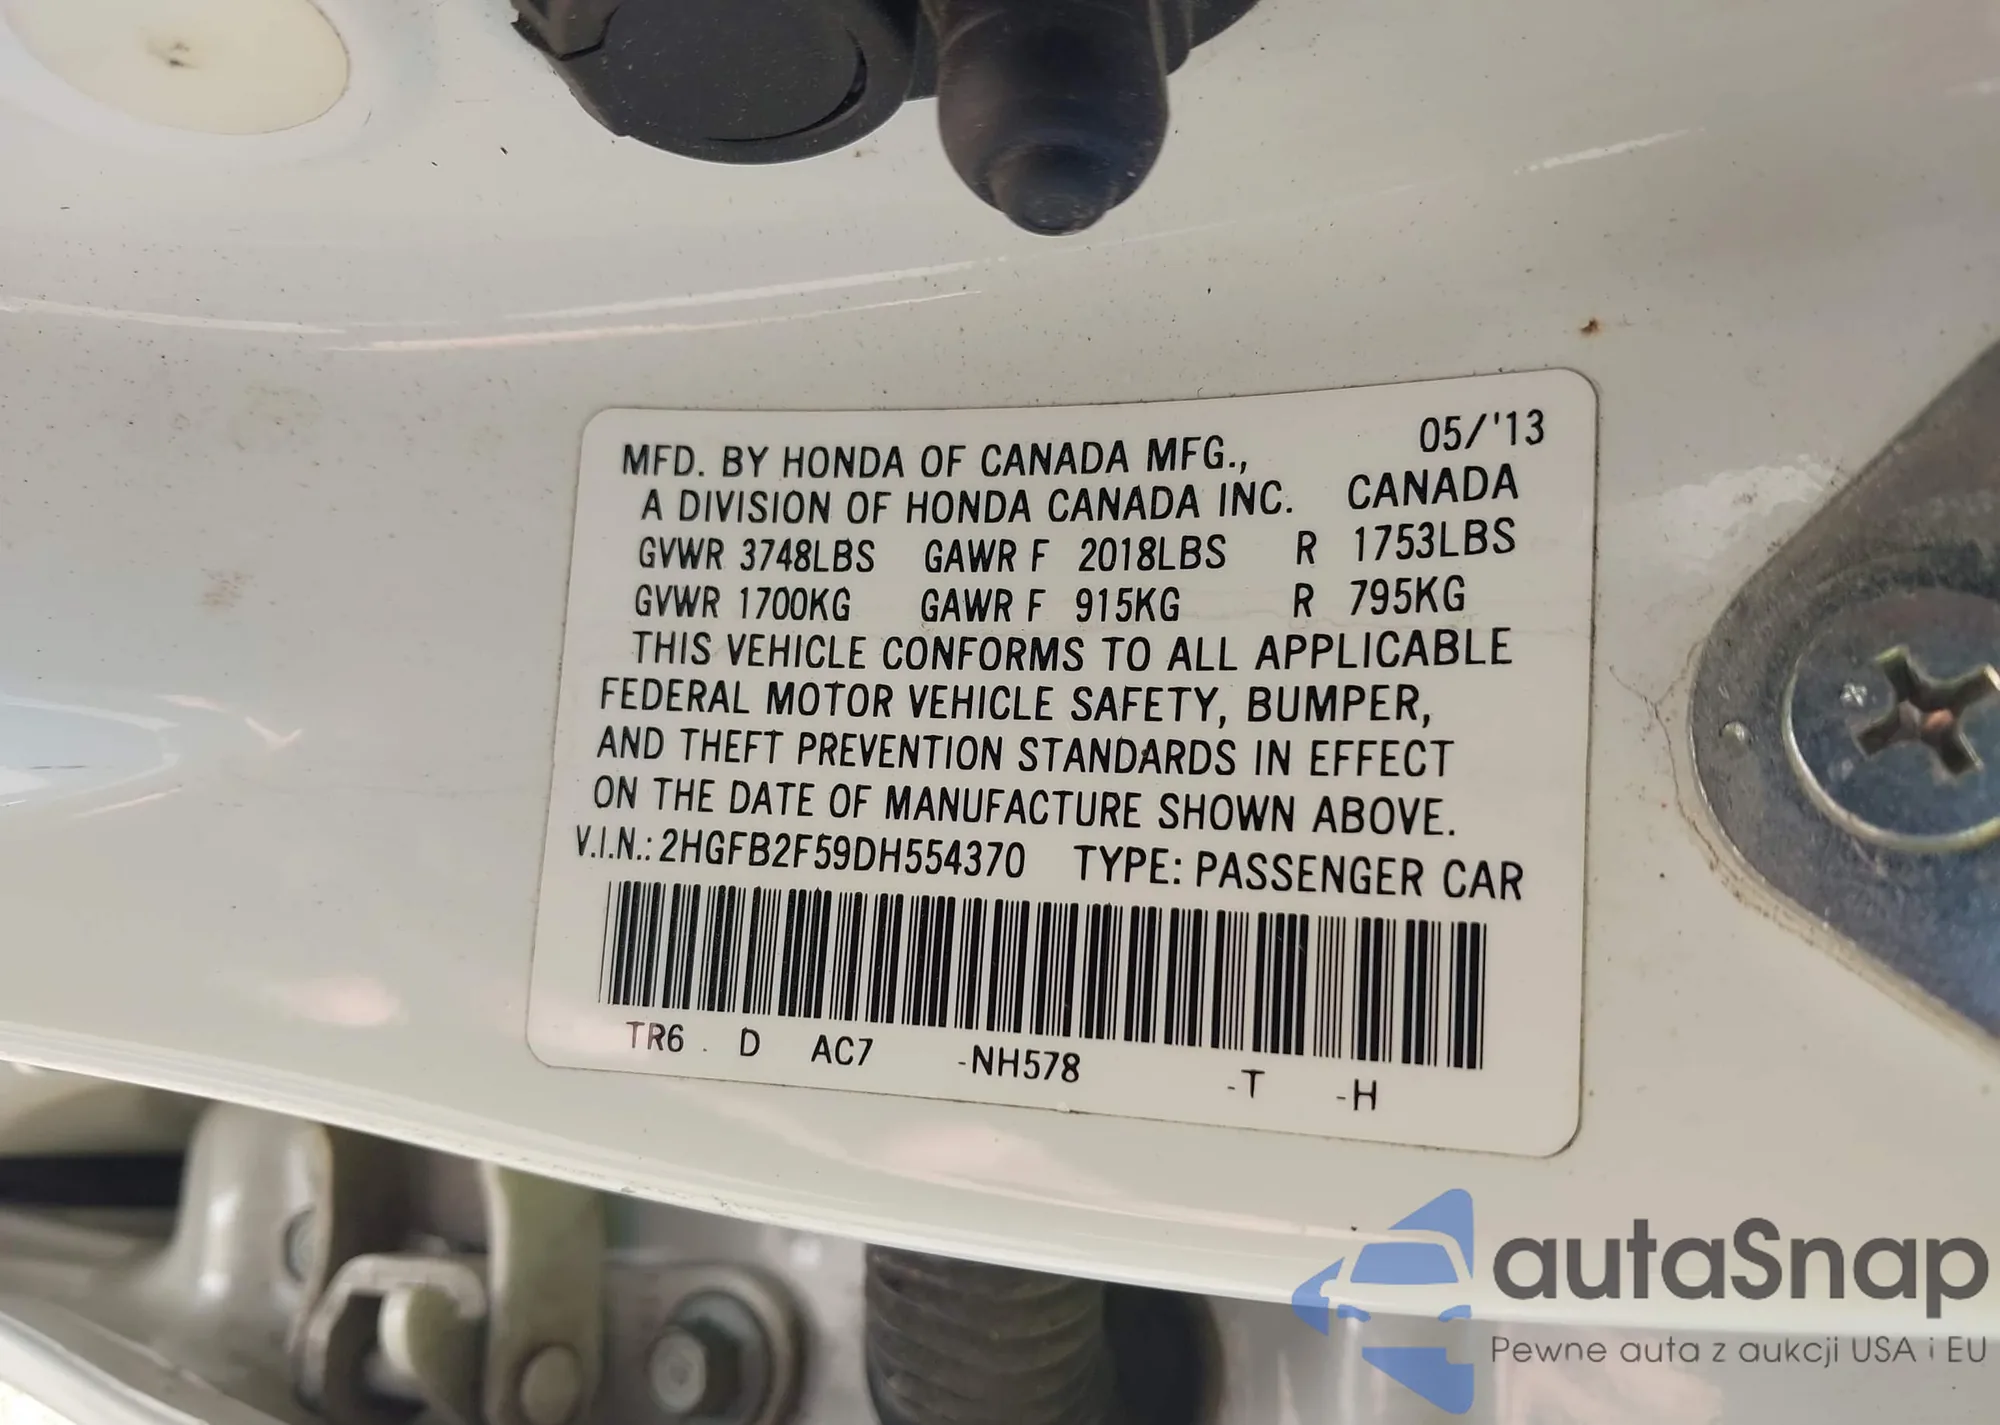 05/'13
MFD. BY HONDA OF CANADA MFG.,
A DIVISION OF HONDA CANADA INC. CANADA
GVWR 3748LBS GAWR F 2018LBS R 1753LBS
GVWR 1700KG GAWR F 915KG R 795KG
THIS VEHICLE CONFORMS TO ALL APPLICABLE
FEDERAL MOTOR VEHICLE SAFETY, BUMPER,
AND THEFT PREVENTION STANDARDS IN EFFECT
ON THE DATE OF MANUFACTURE SHOWN ABOVE.
V.I.N.: 2HGFB2F59DH554370 TYPE: PASSENGER CAR
TR6 D AC7 -NH578 -T -H
autaSnap
Pewne auta z aukcji USA i EU